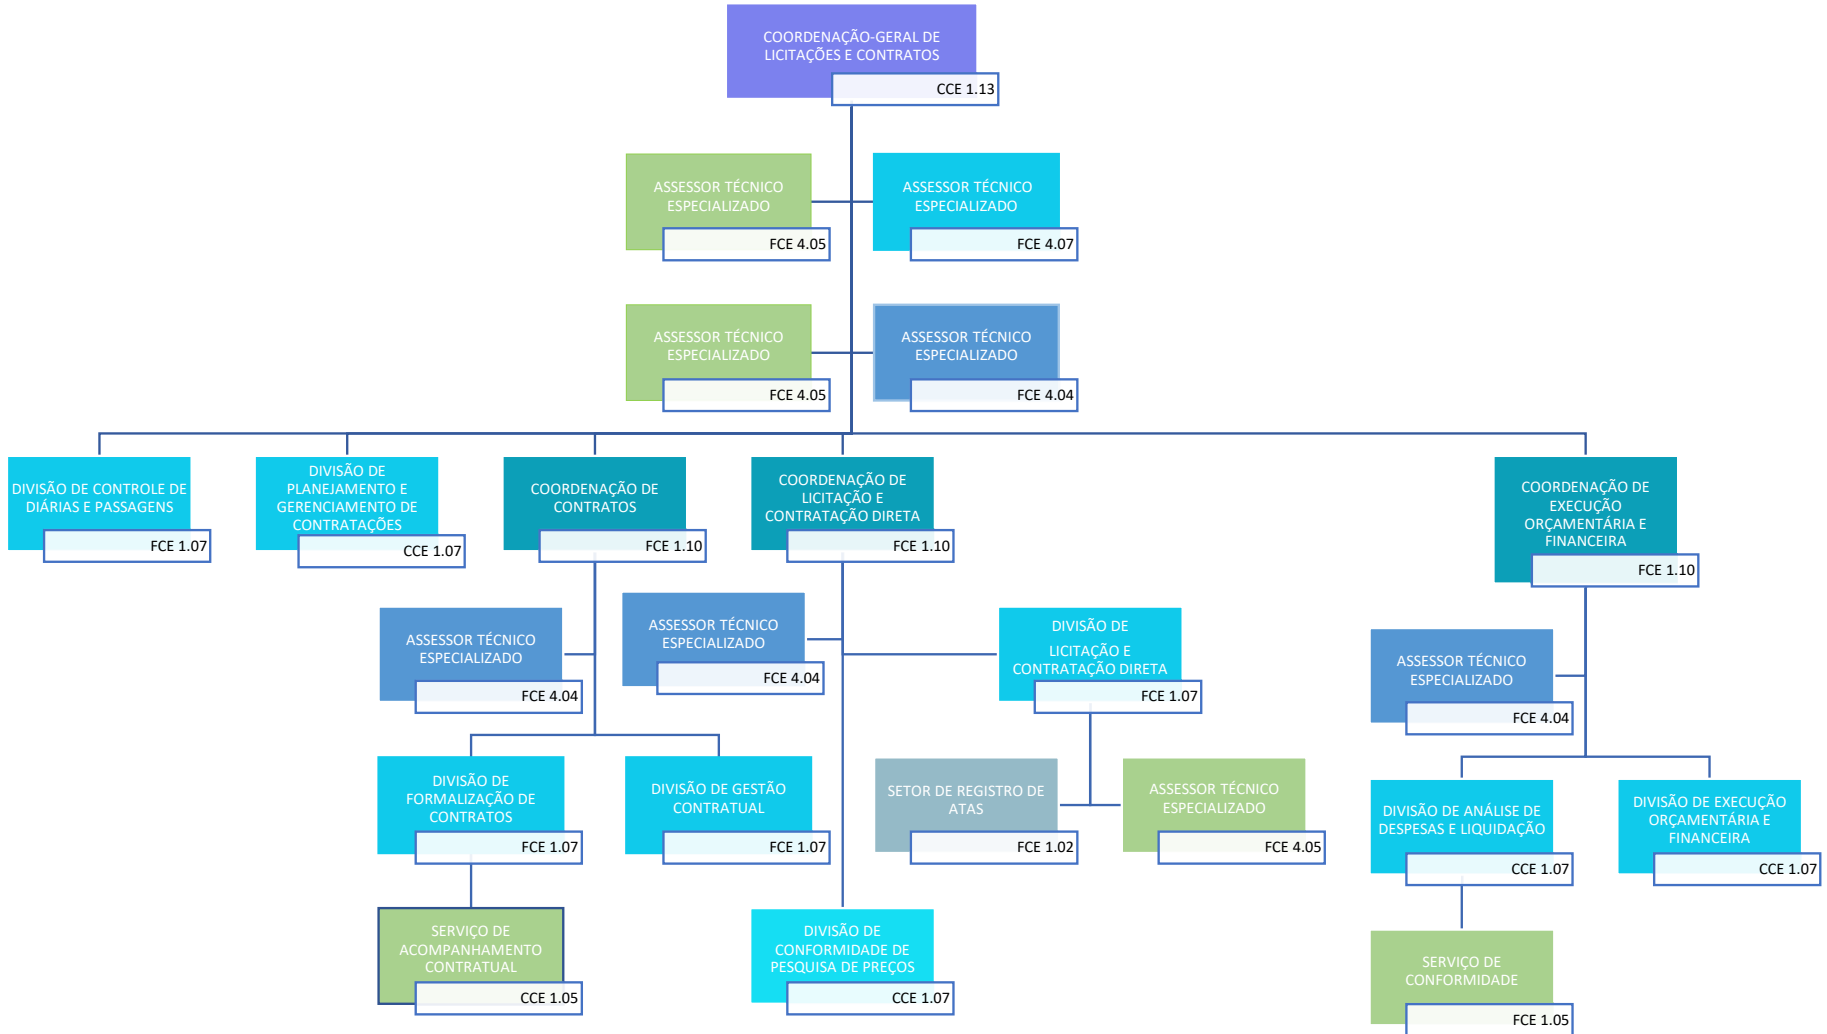 COORDENAÇÃO-GERAL DE
LICITAÇÕES E CONTRATOS
CCE 1.13
ASSESSOR TÉCNICO
ESPECIALIZADO
FCE 4.05
ASSESSOR TÉCNICO
ESPECIALIZADO
FCE 4.07
ASSESSOR TÉCNICO
ESPECIALIZADO
FCE 4.05
ASSESSOR TÉCNICO
ESPECIALIZADO
FCE 4.04
DIVISÃO DE CONTROLE DE
DIÁRIAS E PASSAGENS
FCE 1.07
DIVISÃO DE
PLANEJAMENTO E
GERENCIAMENTO DE
CONTRATAÇÕES
CCE 1.07
COORDENAÇÃO DE
CONTRATOS
FCE 1.10
COORDENAÇÃO DE
LICITAÇÃO E
CONTRATAÇÃO DIRETA
FCE 1.10
COORDENAÇÃO DE
EXECUÇÃO
ORÇAMENTÁRIA E
FINANCEIRA
FCE 1.10
ASSESSOR TÉCNICO
ESPECIALIZADO
FCE 4.04
ASSESSOR TÉCNICO
ESPECIALIZADO
FCE 4.04
DIVISÃO DE
LICITAÇÃO E
CONTRATAÇÃO DIRETA
FCE 1.07
ASSESSOR TÉCNICO
ESPECIALIZADO
FCE 4.04
DIVISÃO DE
FORMALIZAÇÃO DE
CONTRATOS
FCE 1.07
DIVISÃO DE GESTÃO
CONTRATUAL
FCE 1.07
SETOR DE REGISTRO DE
ATAS
FCE 1.02
ASSESSOR TÉCNICO
ESPECIALIZADO
FCE 4.05
DIVISÃO DE ANÁLISE DE
DESPESAS E LIQUIDAÇÃO
CCE 1.07
DIVISÃO DE EXECUÇÃO
ORÇAMENTÁRIA E
FINANCEIRA
CCE 1.07
SERVIÇO DE
ACOMPANHAMENTO
CONTRATUAL
CCE 1.05
DIVISÃO DE
CONFORMIDADE DE
PESQUISA DE PREÇOS
CCE 1.07
SERVIÇO DE
CONFORMIDADE
FCE 1.05